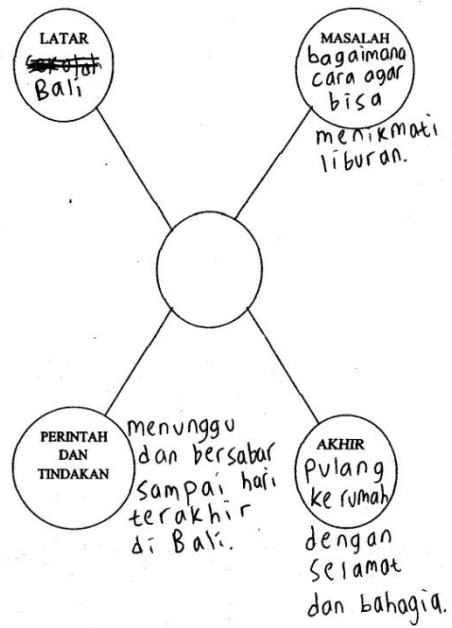 LATAR
sekolah
Bali
MASALAH
bagaimana
cara agar
bisa
menikmati
liburan.
PERINTAH
DAN
TINDAKAN
menunggu
dan bersabar
sampai hari
terakhir
di Bali.
AKHIR
Pulang
ke rumah
dengan
selamat
dan bahagia.